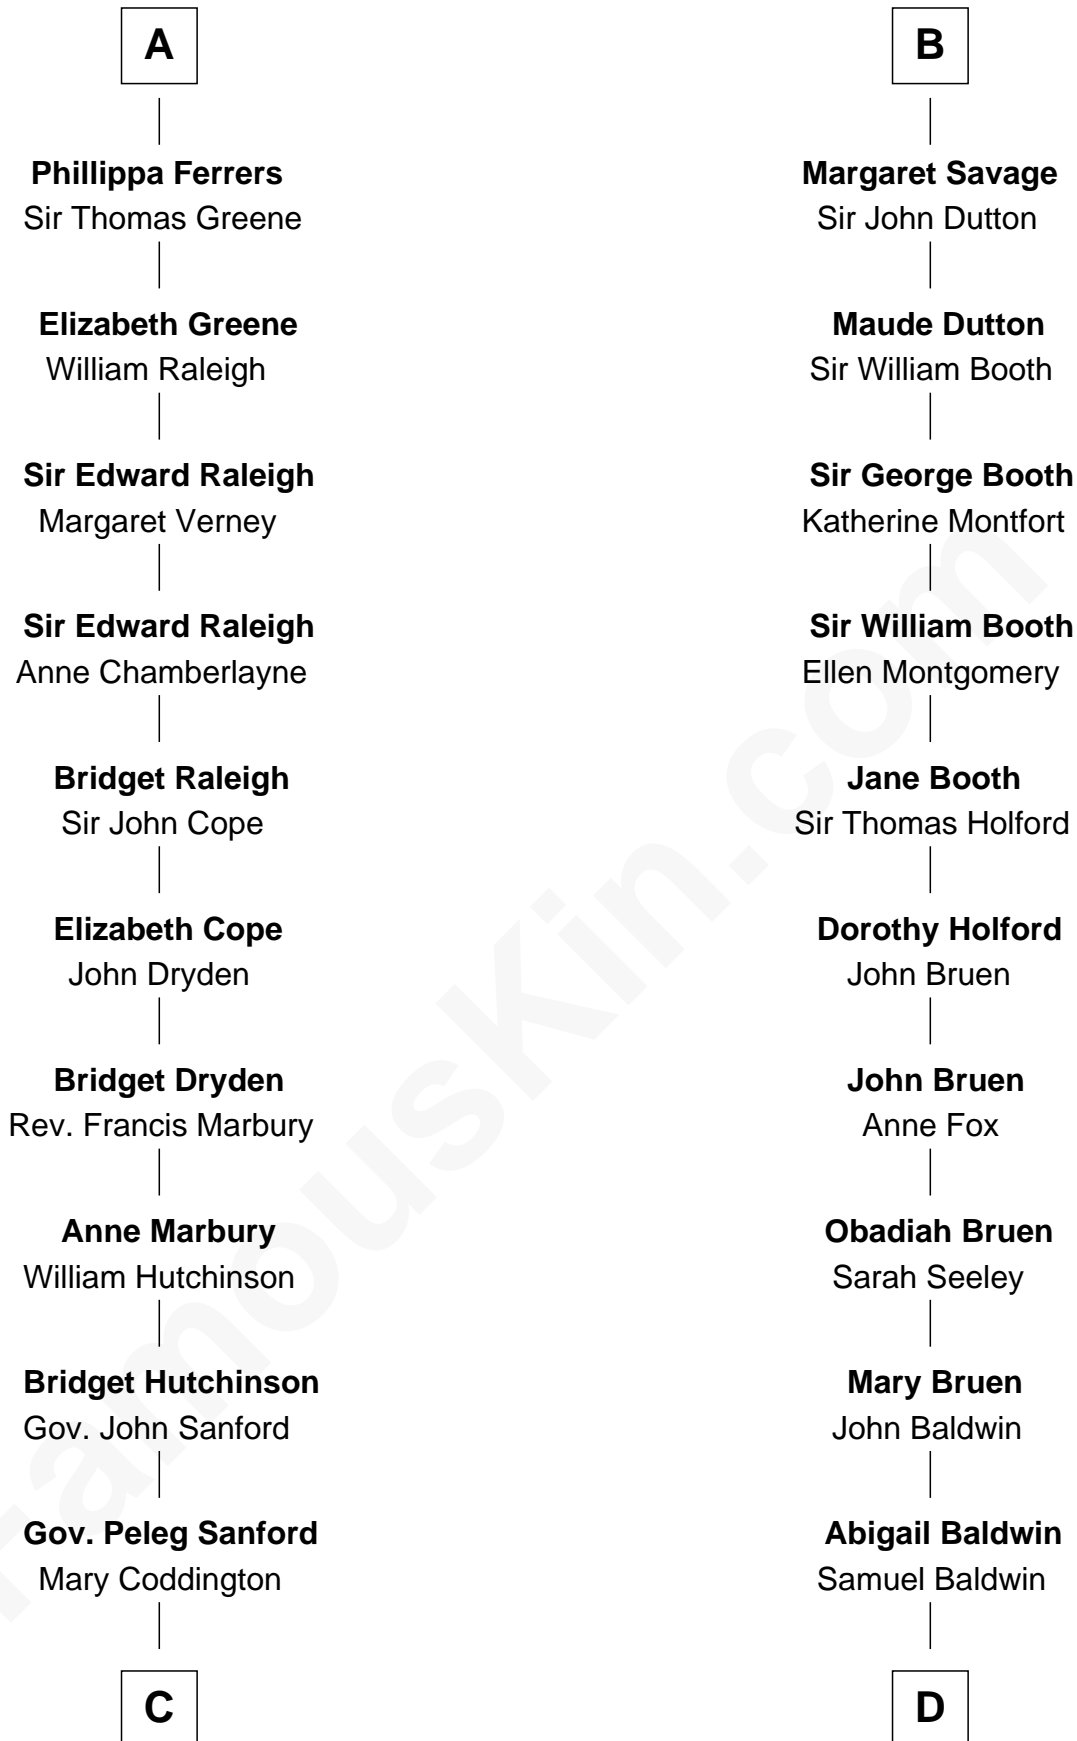 A
Phillippa Ferrers
Sir Thomas Greene
Elizabeth Greene
William Raleigh
Sir Edward Raleigh
Margaret Verney
Sir Edward Raleigh
Anne Chamberlayne
Bridget Raleigh
Sir John Cope
Elizabeth Cope
John Dryden
Bridget Dryden
Rev. Francis Marbury
Anne Marbury
William Hutchinson
Bridget Hutchinson
Gov. John Sanford
Gov. Peleg Sanford
Mary Coddington
C
B
Margaret Savage
Sir John Dutton
Maude Dutton
Sir William Booth
Sir George Booth
Katherine Montfort
Sir William Booth
Ellen Montgomery
Jane Booth
Sir Thomas Holford
Dorothy Holford
John Bruen
John Bruen
Anne Fox
Obadiah Bruen
Sarah Seeley
Mary Bruen
John Baldwin
Abigail Baldwin
Samuel Baldwin
D
FamousKin.com